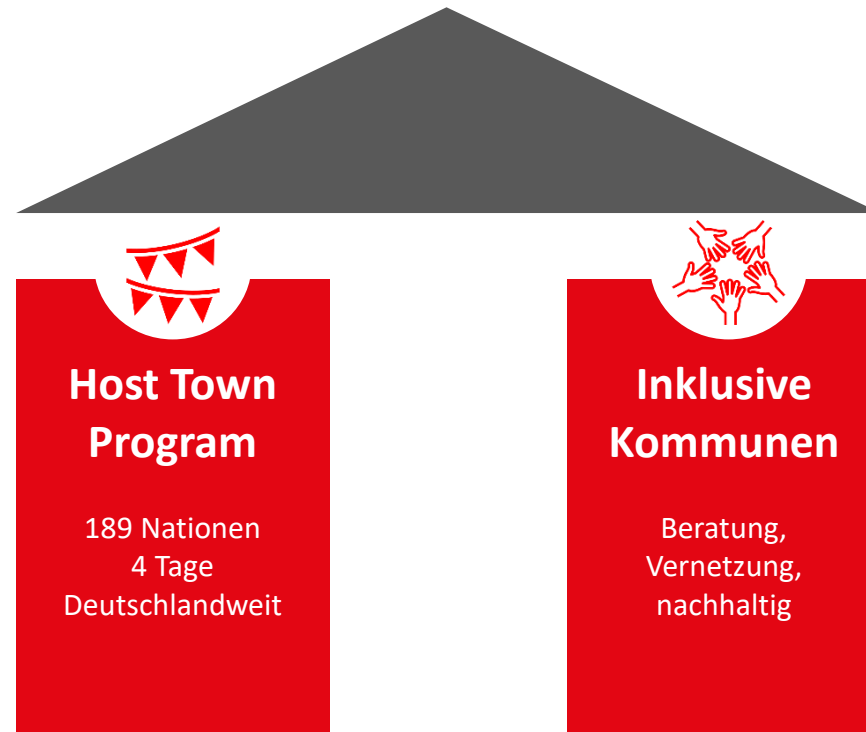 Host Town
Program
189 Nationen
4 Tage
Deutschlandweit
Inklusive
Kommunen
Beratung,
Vernetzung,
nachhaltig